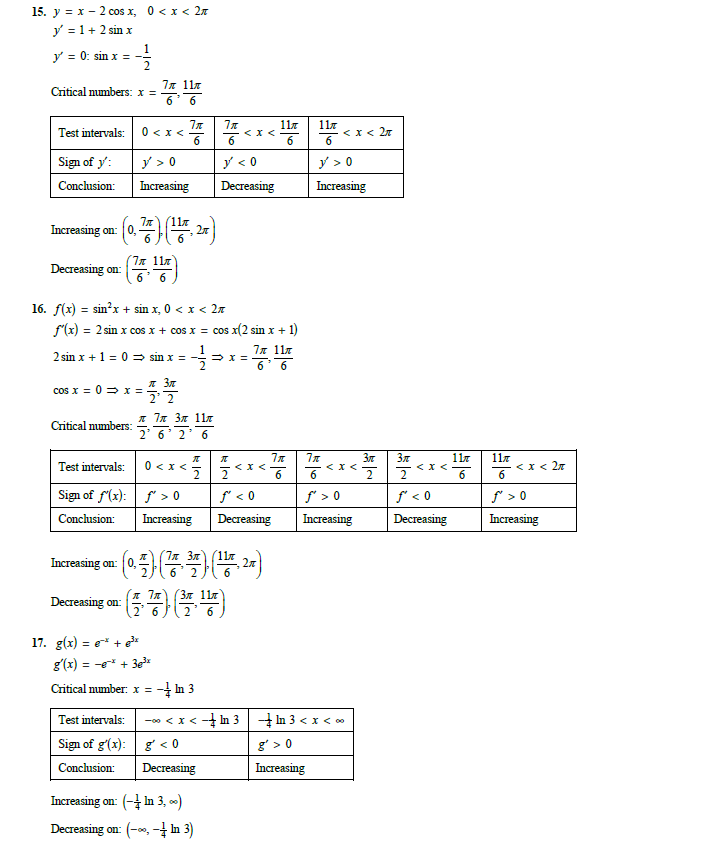 15. y = x − 2 cos x, 0 < x < 2π
y′ = 1 + 2 sin x
y′ = 0: sin x = −1/2
Critical numbers: x = 7π/6, 11π/6
Test intervals: 0 < x < 7π/6 7π/6 < x < 11π/6 11π/6 < x < 2π
Sign of y′: y′ > 0 y′ < 0 y′ > 0
Conclusion: Increasing Decreasing Increasing
Increasing on: (0, 7π/6), (11π/6, 2π)
Decreasing on: (7π/6, 11π/6)
16. f(x) = sin²x + sin x, 0 < x < 2π
f′(x) = 2 sin x cos x + cos x = cos x(2 sin x + 1)
2 sin x + 1 = 0 ⇒ sin x = −1/2 ⇒ x = 7π/6, 11π/6
cos x = 0 ⇒ x = π/2, 3π/2
Critical numbers: π/2, 7π/6, 3π/2, 11π/6
Test intervals: 0 < x < π/2 π/2 < x < 7π/6 7π/6 < x < 3π/2 3π/2 < x < 11π/6 11π/6 < x < 2π
Sign of f′(x): f′ > 0 f′ < 0 f′ > 0 f′ < 0 f′ > 0
Conclusion: Increasing Decreasing Increasing Decreasing Increasing
Increasing on: (0, π/2), (7π/6, 3π/2), (11π/6, 2π)
Decreasing on: (π/2, 7π/6), (3π/2, 11π/6)
17. g(x) = e⁻ˣ + e³ˣ
g′(x) = −e⁻ˣ + 3e³ˣ
Critical number: x = −1/4 ln 3
Test intervals: −∞ < x < −1/4 ln 3 −1/4 ln 3 < x < ∞
Sign of g′(x): g′ < 0 g′ > 0
Conclusion: Decreasing Increasing
Increasing on: (−1/4 ln 3, ∞)
Decreasing on: (−∞, −1/4 ln 3)